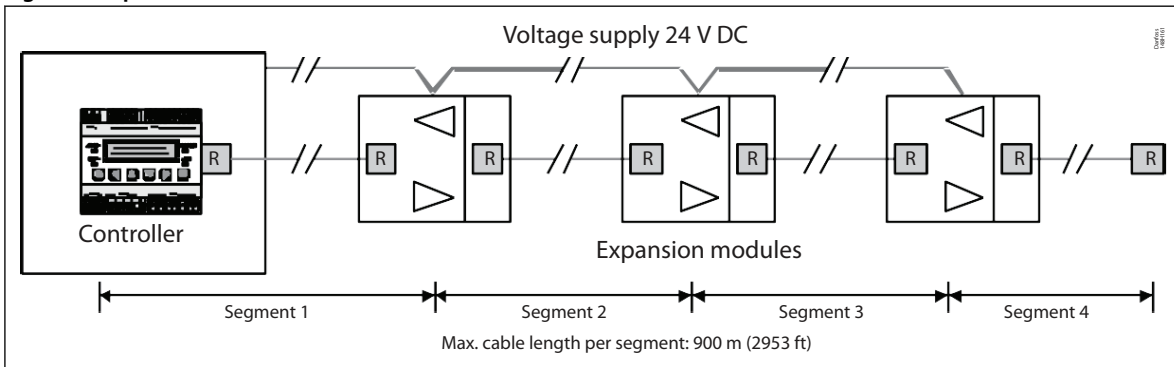 Voltage supply 24 V DC
Danfoss
R R R R R R R R
Controller
Expansion modules
Segment 1 Segment 2 Segment 3 Segment 4
Max. cable length per segment: 900 m (2953 ft)